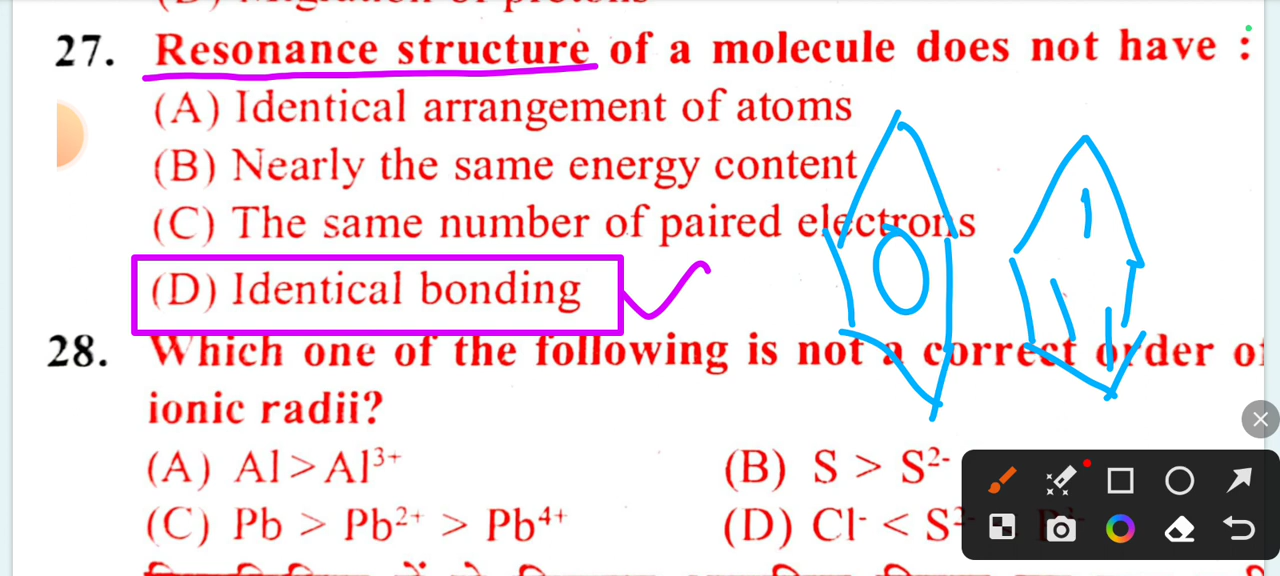 27. Resonance structure of a molecule does not have :
(A) Identical arrangement of atoms
(B) Nearly the same energy content
(C) The same number of paired electrons
(D) Identical bonding
28. Which one of the following is not a correct order of
ionic radii?
(A) Al > Al³⁺ (B) S > S²⁻
(C) Pb > Pb²⁺ > Pb⁴⁺ (D) Cl⁻ < S²⁻